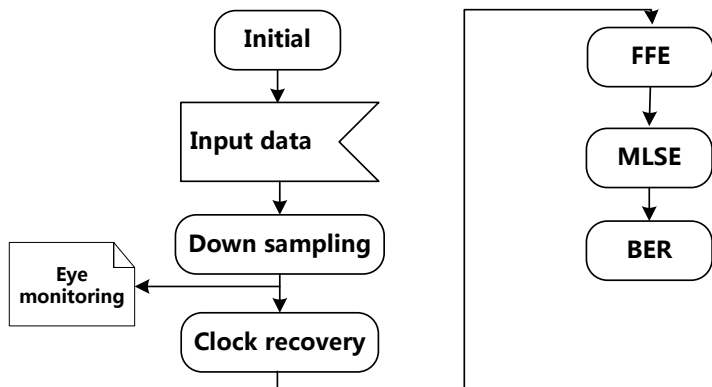 Initial
Input data
Down sampling
Eye
monitoring
Clock recovery
FFE
MLSE
BER